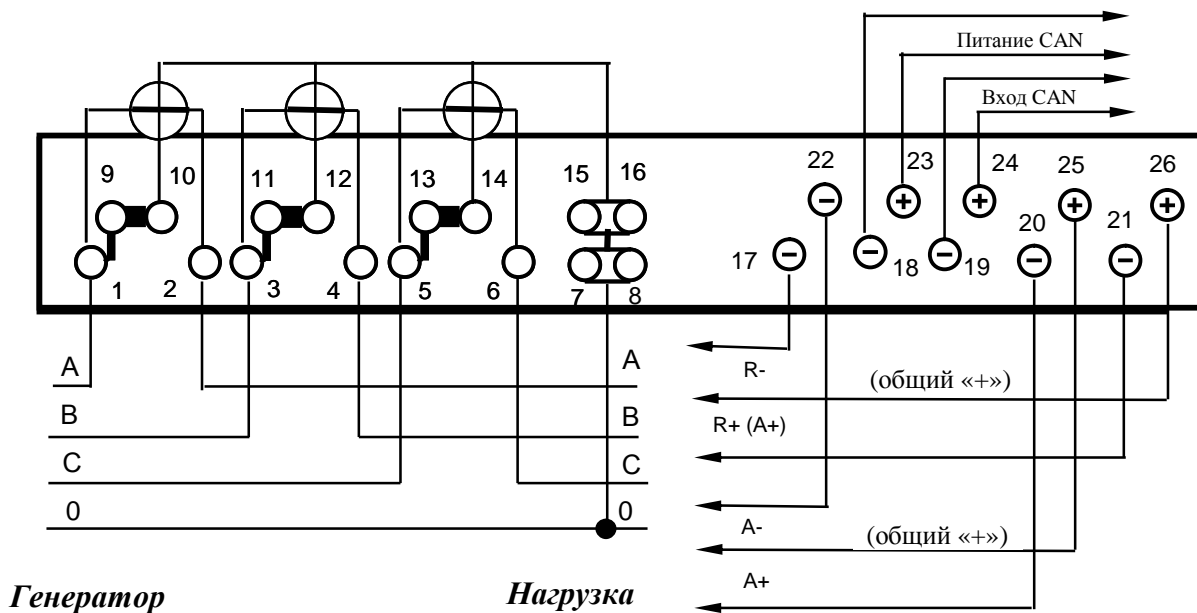 Питание CAN
Вход CAN
9 10 11 12 13 14 15 16 22 23 24 25 26
17 18 19 20 21
1 2 3 4 5 6 7 8
A A
B B
C C
0 0
R-
(общий «+»)
R+ (A+)
A-
(общий «+»)
A+
Генератор Нагрузка